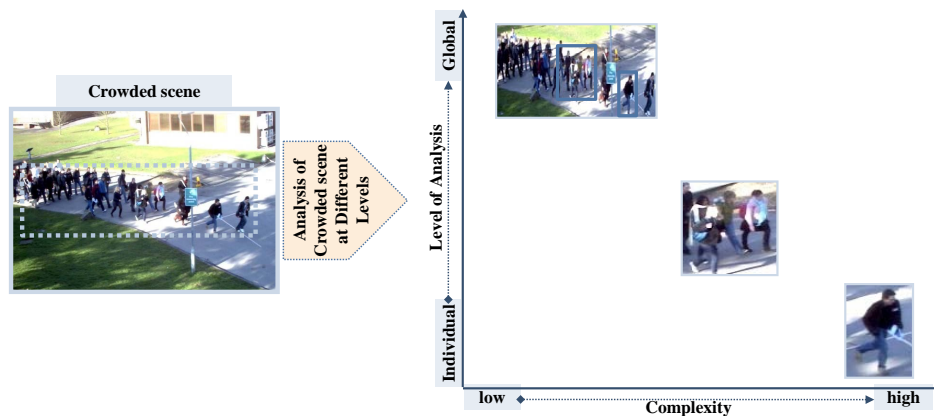 Crowded scene
Analysis of
Crowded scene
at Different
Levels
Global
Level of Analysis
Individual
low
Complexity
high